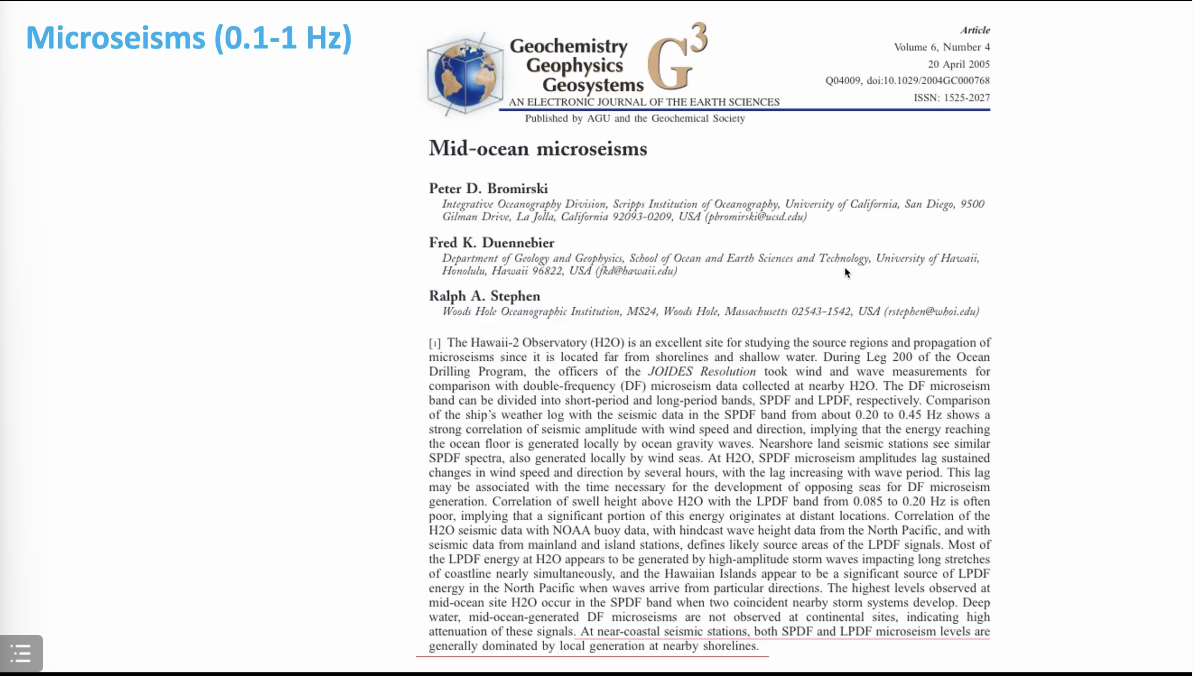 Microseisms (0.1-1 Hz)
Geochemistry
Geophysics
Geosystems
G3
AN ELECTRONIC JOURNAL OF THE EARTH SCIENCES
Published by AGU and the Geochemical Society
Article
Volume 6, Number 4
20 April 2005
Q04009, doi:10.1029/2004GC000768
ISSN: 1525-2027
Mid-ocean microseisms
Peter D. Bromirski
Integrative Oceanography Division, Scripps Institution of Oceanography, University of California, San Diego, 9500
Gilman Drive, La Jolla, California 92093-0209, USA (pbromirski@ucsd.edu)
Fred K. Duennebier
Department of Geology and Geophysics, School of Ocean and Earth Sciences and Technology, University of Hawaii,
Honolulu, Hawaii 96822, USA (fkd@hawaii.edu)
Ralph A. Stephen
Woods Hole Oceanographic Institution, MS24, Woods Hole, Massachusetts 02543-1542, USA (rstephen@whoi.edu)
[1] The Hawaii-2 Observatory (H2O) is an excellent site for studying the source regions and propagation of
microseisms since it is located far from shorelines and shallow water. During Leg 200 of the Ocean
Drilling Program, the officers of the JOIDES Resolution took wind and wave measurements for
comparison with double-frequency (DF) microseism data collected at nearby H2O. The DF microseism
band can be divided into short-period and long-period bands, SPDF and LPDF, respectively. Comparison
of the ship's weather log with the seismic data in the SPDF band from about 0.20 to 0.45 Hz shows a
strong correlation of seismic amplitude with wind speed and direction, implying that the energy reaching
the ocean floor is generated locally by ocean gravity waves. Nearshore land seismic stations see similar
SPDF spectra, also generated locally by wind seas. At H2O, SPDF microseism amplitudes lag sustained
changes in wind speed and direction by several hours, with the lag increasing with wave period. This lag
may be associated with the time necessary for the development of opposing seas for DF microseism
generation. Correlation of swell height above H2O with the LPDF band from 0.085 to 0.20 Hz is often
poor, implying that a significant portion of this energy originates at distant locations. Correlation of the
H2O seismic data with NOAA buoy data, with hindcast wave height data from the North Pacific, and with
seismic data from mainland and island stations, defines likely source areas of the LPDF signals. Most of
the LPDF energy at H2O appears to be generated by high-amplitude storm waves impacting long stretches
of coastline nearly simultaneously, and the Hawaiian Islands appear to be a significant source of LPDF
energy in the North Pacific when waves arrive from particular directions. The highest levels observed at
mid-ocean site H2O occur in the SPDF band when two coincident nearby storm systems develop. Deep
water, mid-ocean-generated DF microseisms are not observed at continental sites, indicating high
attenuation of these signals. At near-coastal seismic stations, both SPDF and LPDF microseism levels are
generally dominated by local generation at nearby shorelines.